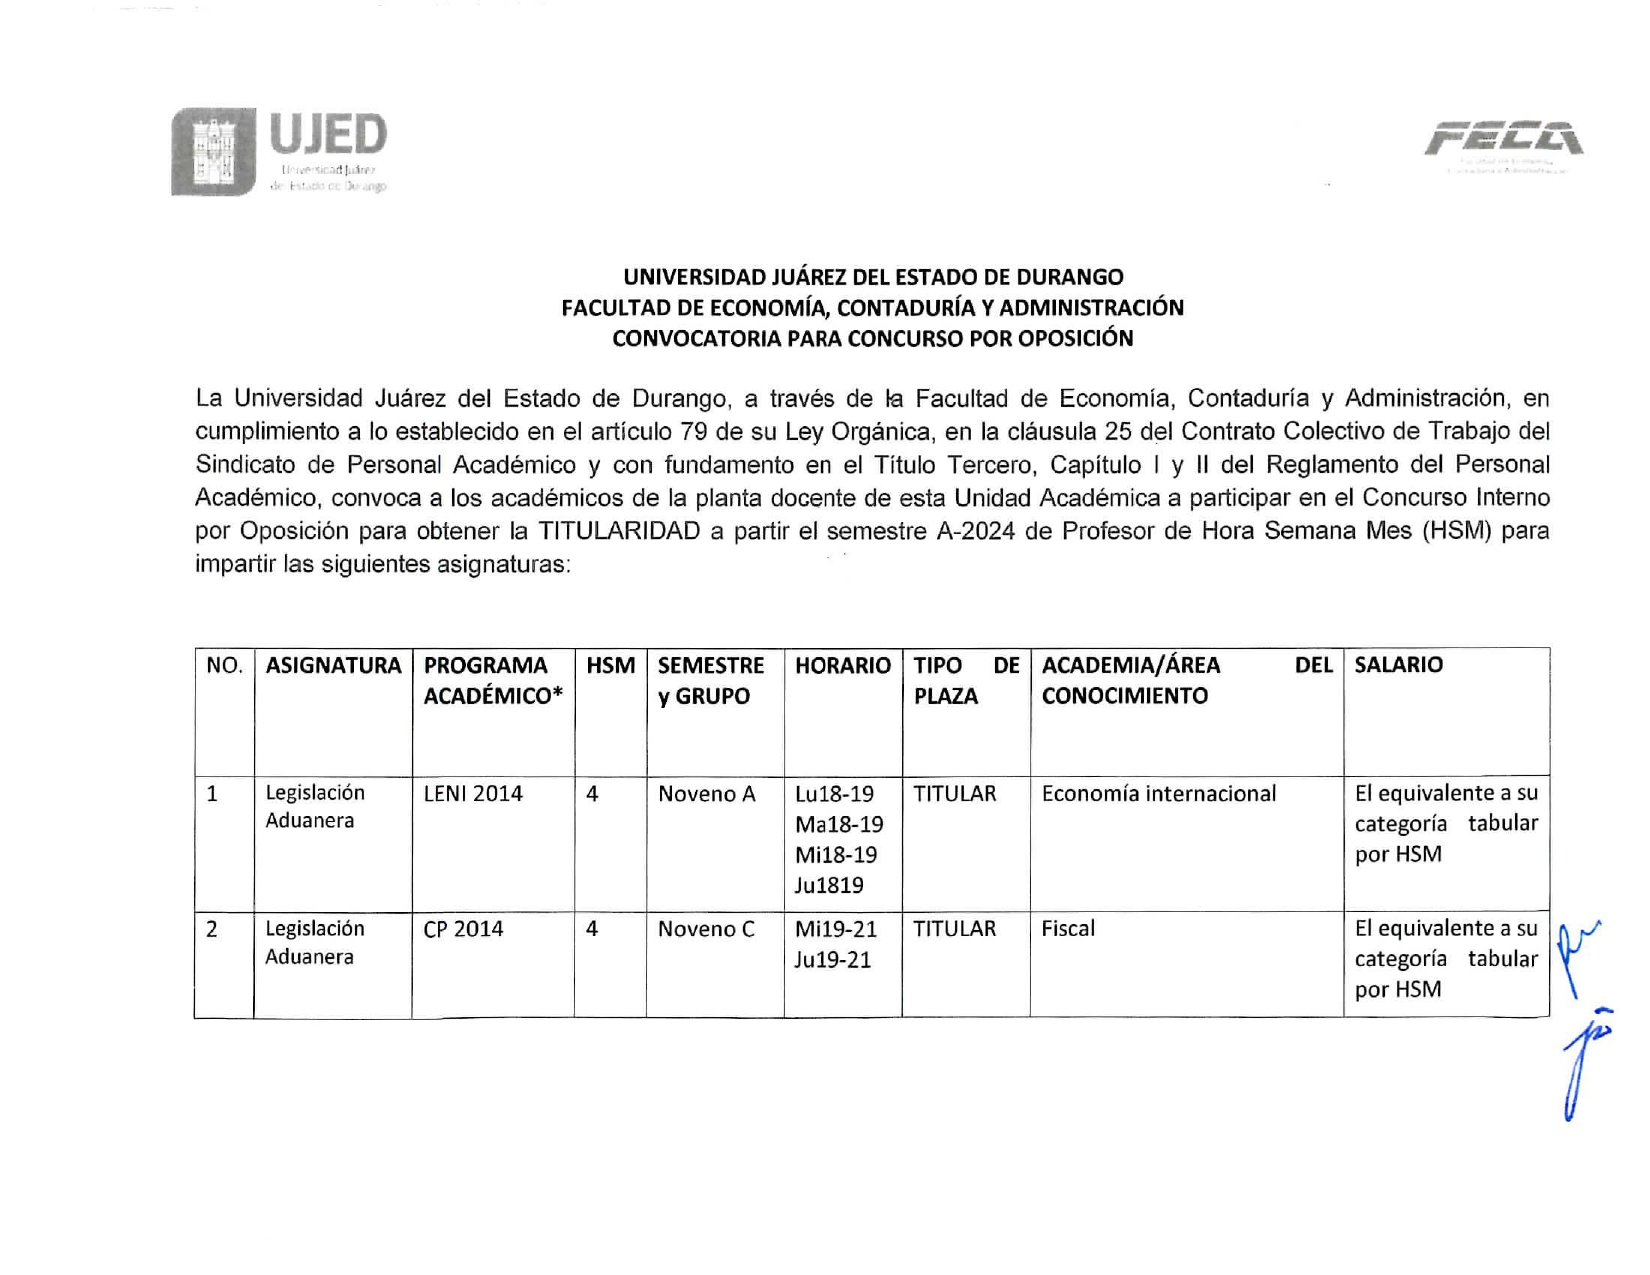 UJED
Universidad Juárez
de Estado de Durango
FECA
UNIVERSIDAD JUÁREZ DEL ESTADO DE DURANGO
FACULTAD DE ECONOMÍA, CONTADURÍA Y ADMINISTRACIÓN
CONVOCATORIA PARA CONCURSO POR OPOSICIÓN
La Universidad Juárez del Estado de Durango, a través de la Facultad de Economía, Contaduría y Administración, en
cumplimiento a lo establecido en el artículo 79 de su Ley Orgánica, en la cláusula 25 del Contrato Colectivo de Trabajo del
Sindicato de Personal Académico y con fundamento en el Título Tercero, Capítulo I y II del Reglamento del Personal
Académico, convoca a los académicos de la planta docente de esta Unidad Académica a participar en el Concurso Interno
por Oposición para obtener la TITULARIDAD a partir el semestre A-2024 de Profesor de Hora Semana Mes (HSM) para
impartir las siguientes asignaturas:
NO. ASIGNATURA PROGRAMA HSM SEMESTRE HORARIO TIPO DE ACADEMIA/ÁREA DEL SALARIO
ACADÉMICO* y GRUPO PLAZA CONOCIMIENTO
1 Legislación LENI 2014 4 Noveno A Lu18-19 TITULAR Economía internacional El equivalente a su
Aduanera Ma18-19 categoría tabular
Mi18-19 por HSM
Ju1819
2 Legislación CP 2014 4 Noveno C Mi19-21 TITULAR Fiscal El equivalente a su
Aduanera Ju19-21 categoría tabular
por HSM